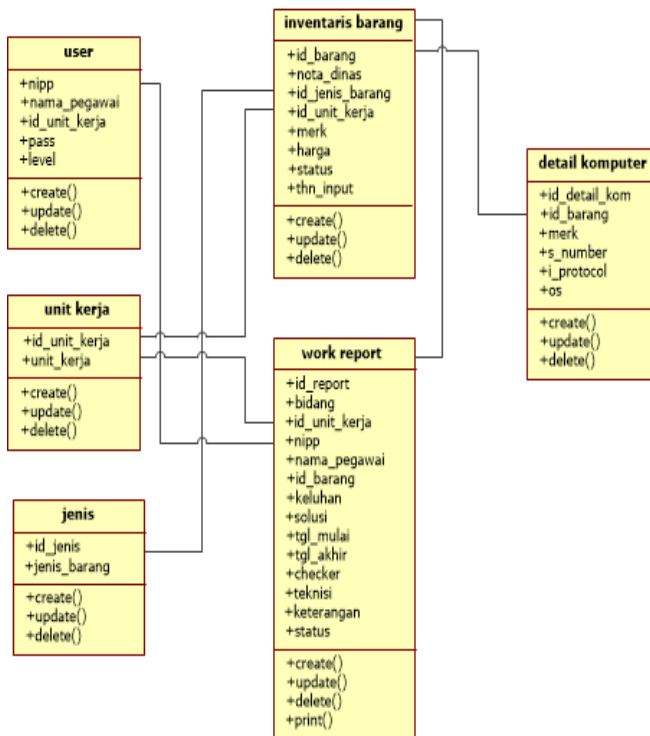 user
+nipp
+nama_pegawai
+id_unit_kerja
+pass
+level
+create()
+update()
+delete()
unit kerja
+id_unit_kerja
+unit_kerja
+create()
+update()
+delete()
jenis
+id_jenis
+jenis_barang
+create()
+update()
+delete()
inventaris barang
+id_barang
+nota_dinas
+id_jenis_barang
+id_unit_kerja
+merk
+harga
+status
+thn_input
+create()
+update()
+delete()
work report
+id_report
+bidang
+id_unit_kerja
+nipp
+nama_pegawai
+id_barang
+keluhan
+solusi
+tgl_mulai
+tgl_akhir
+checker
+teknisi
+keterangan
+status
+create()
+update()
+delete()
+print()
detail komputer
+id_detail_kom
+id_barang
+merk
+s_number
+i_protocol
+os
+create()
+update()
+delete()